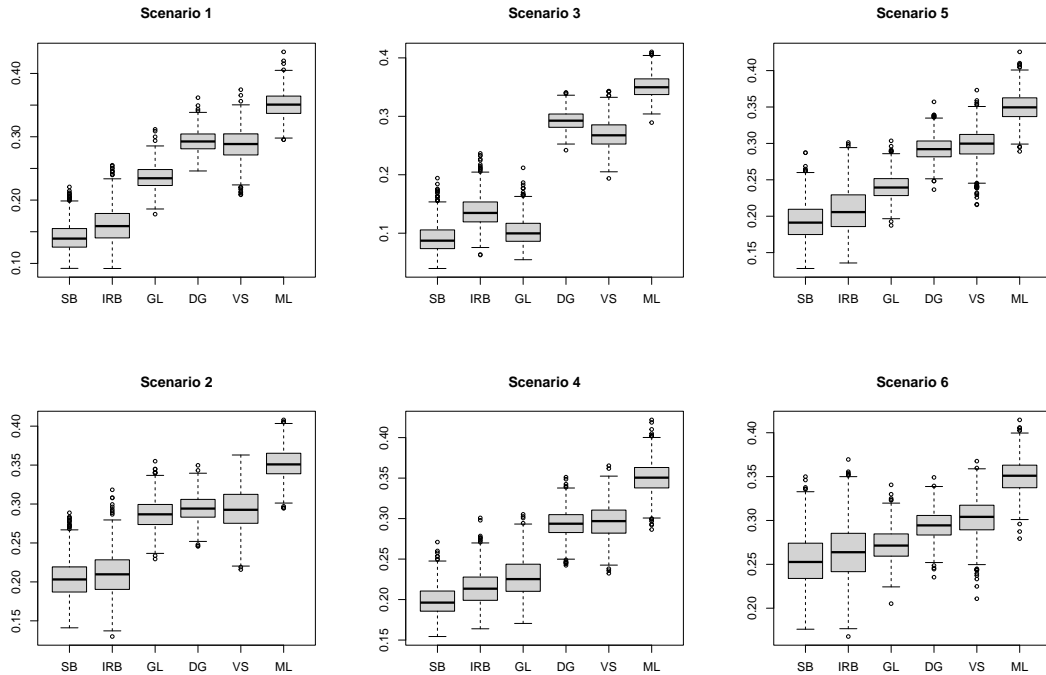 Scenario 1
0.40
0.30
0.20
0.10
SB IRB GL DG VS ML
Scenario 3
0.4
0.3
0.2
0.1
SB IRB GL DG VS ML
Scenario 5
0.40
0.35
0.30
0.25
0.20
0.15
SB IRB GL DG VS ML
Scenario 2
0.40
0.35
0.30
0.25
0.20
0.15
SB IRB GL DG VS ML
Scenario 4
0.40
0.35
0.30
0.25
0.20
0.15
SB IRB GL DG VS ML
Scenario 6
0.40
0.35
0.30
0.25
0.20
SB IRB GL DG VS ML